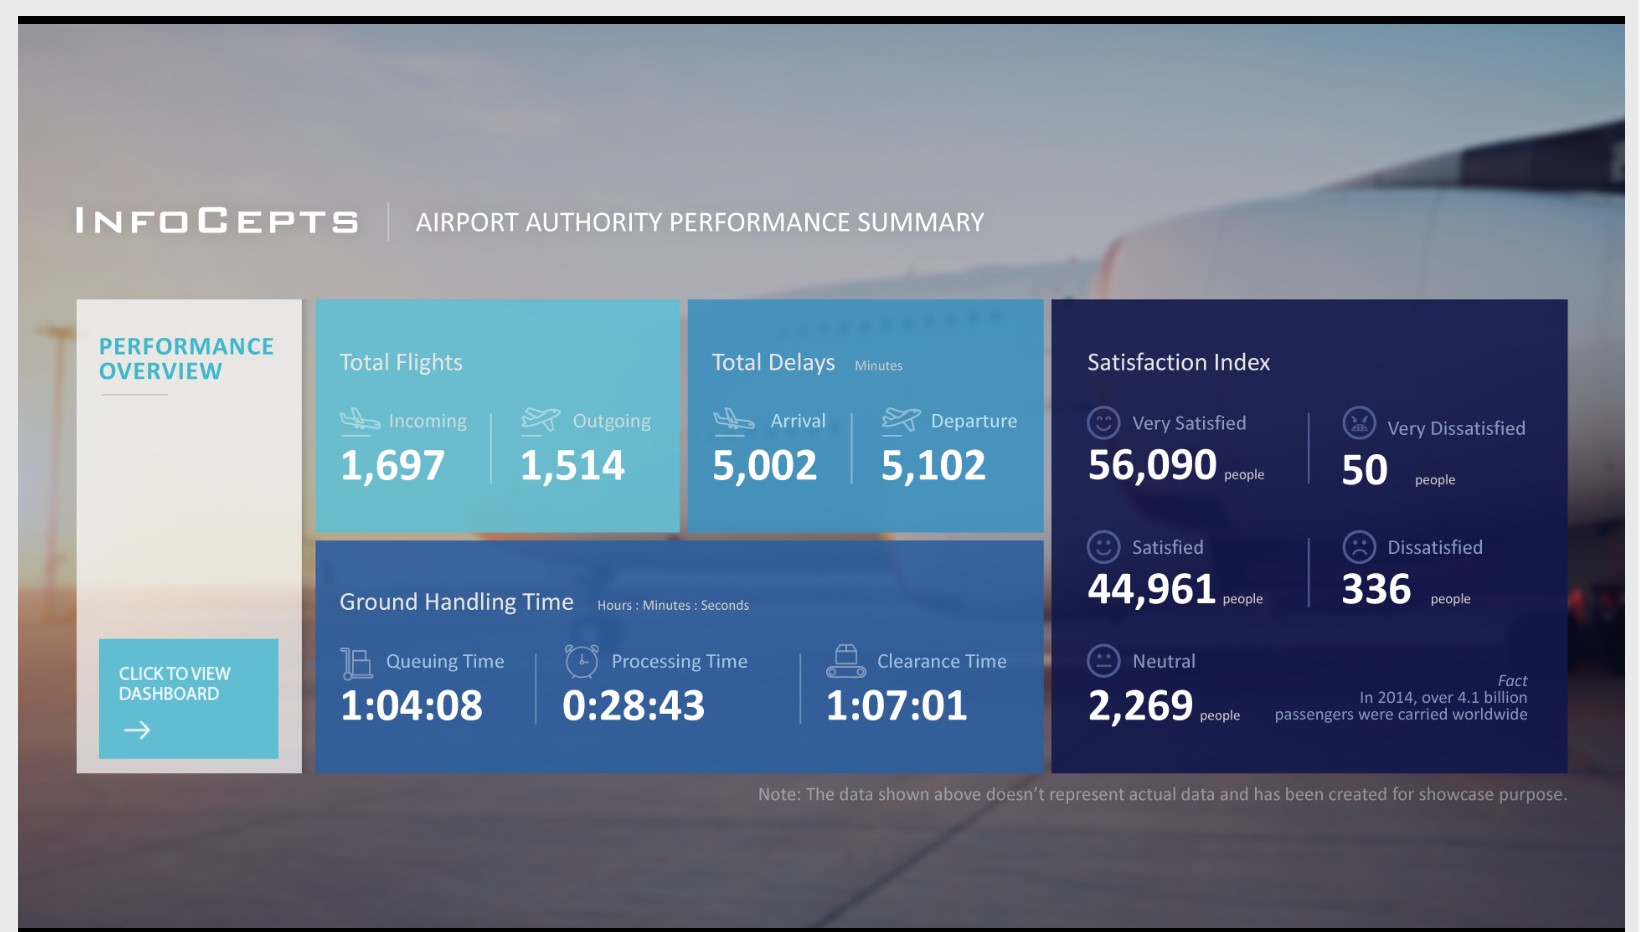 INFOCEPTS
AIRPORT AUTHORITY PERFORMANCE SUMMARY
PERFORMANCE
OVERVIEW
CLICK TO VIEW
DASHBOARD
Total Flights
Incoming
1,697
Outgoing
1,514
Total Delays Minutes
Arrival
5,002
Departure
5,102
Ground Handling Time Hours : Minutes : Seconds
Queuing Time
1:04:08
Processing Time
0:28:43
Clearance Time
1:07:01
Satisfaction Index
Very Satisfied
56,090 people
Very Dissatisfied
50 people
Satisfied
44,961 people
Dissatisfied
336 people
Neutral
2,269 people
Fact
In 2014, over 4.1 billion
passengers were carried worldwide
Note: The data shown above doesn’t represent actual data and has been created for showcase purpose.